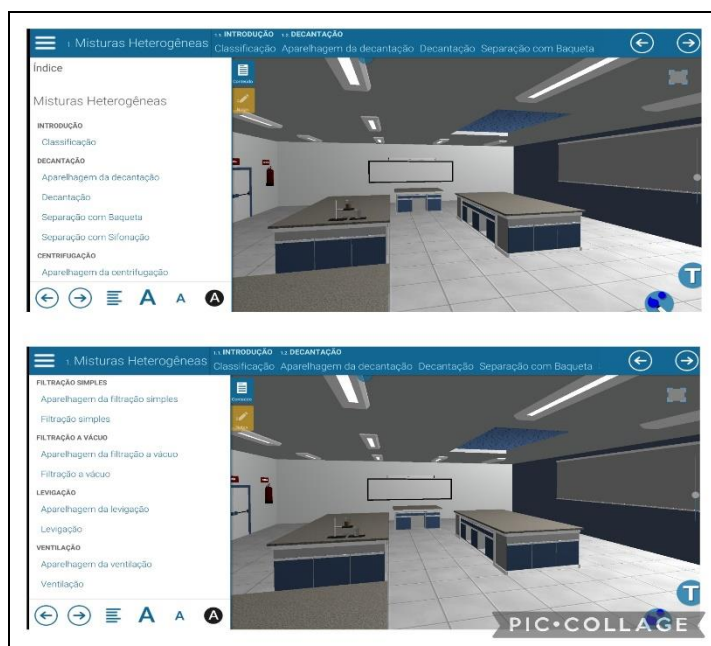 1. Misturas Heterogêneas
1.1. INTRODUÇÃO 1.2. DECANTAÇÃO
Classificação Aparelhagem da decantação Decantação Separação com Baqueta
Índice
Misturas Heterogêneas
INTRODUÇÃO
Classificação
DECANTAÇÃO
Aparelhagem da decantação
Decantação
Separação com Baqueta
Separação com Sifonação
CENTRIFUGAÇÃO
Aparelhagem da centrifugação
A A A
Conteúdo
T
1. Misturas Heterogêneas
1.1. INTRODUÇÃO 1.2. DECANTAÇÃO
Classificação Aparelhagem da decantação Decantação Separação com Baqueta
FILTRAÇÃO SIMPLES
Aparelhagem da filtração simples
Filtração simples
FILTRAÇÃO A VÁCUO
Aparelhagem da filtração a vácuo
Filtração a vácuo
LEVIGAÇÃO
Aparelhagem da levigação
Levigação
VENTILAÇÃO
Aparelhagem da ventilação
Ventilação
A A A
Conteúdo
T
PIC•COLLAGE